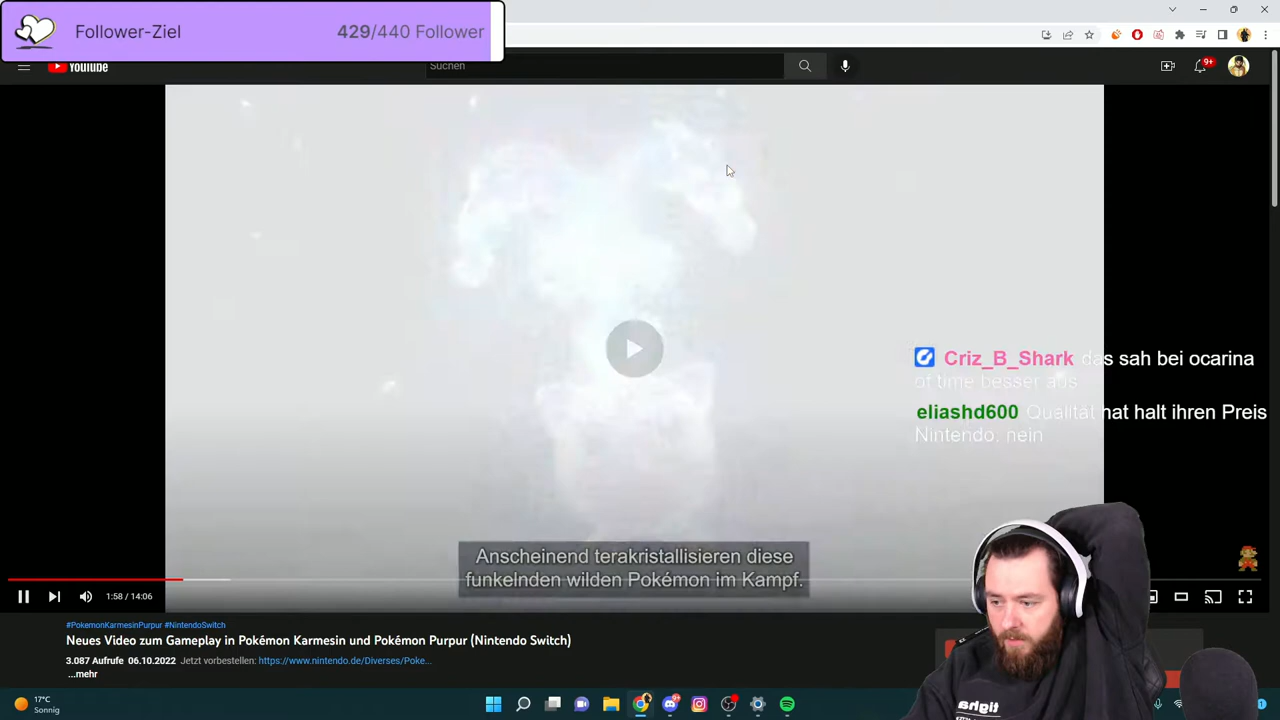 Follower-Ziel
429/440 Follower
YouTube
Suchen
9+
Criz_B_Shark das sah bei ocarina
of time besser aus
eliashd600 Qualität hat halt ihren Preis
Nintendo. nein
Anscheinend terakristallisieren diese
funkelnden wilden Pokémon im Kampf.
1:58 / 14:06
#PokemonKarmesinPurpur #NintendoSwitch
Neues Video zum Gameplay in Pokémon Karmesin und Pokémon Purpur (Nintendo Switch)
3.087 Aufrufe 06.10.2022 Jetzt vorbestellen: https://www.nintendo.de/Diverses/Poke...
...mehr
17°C
Sonnig
9+